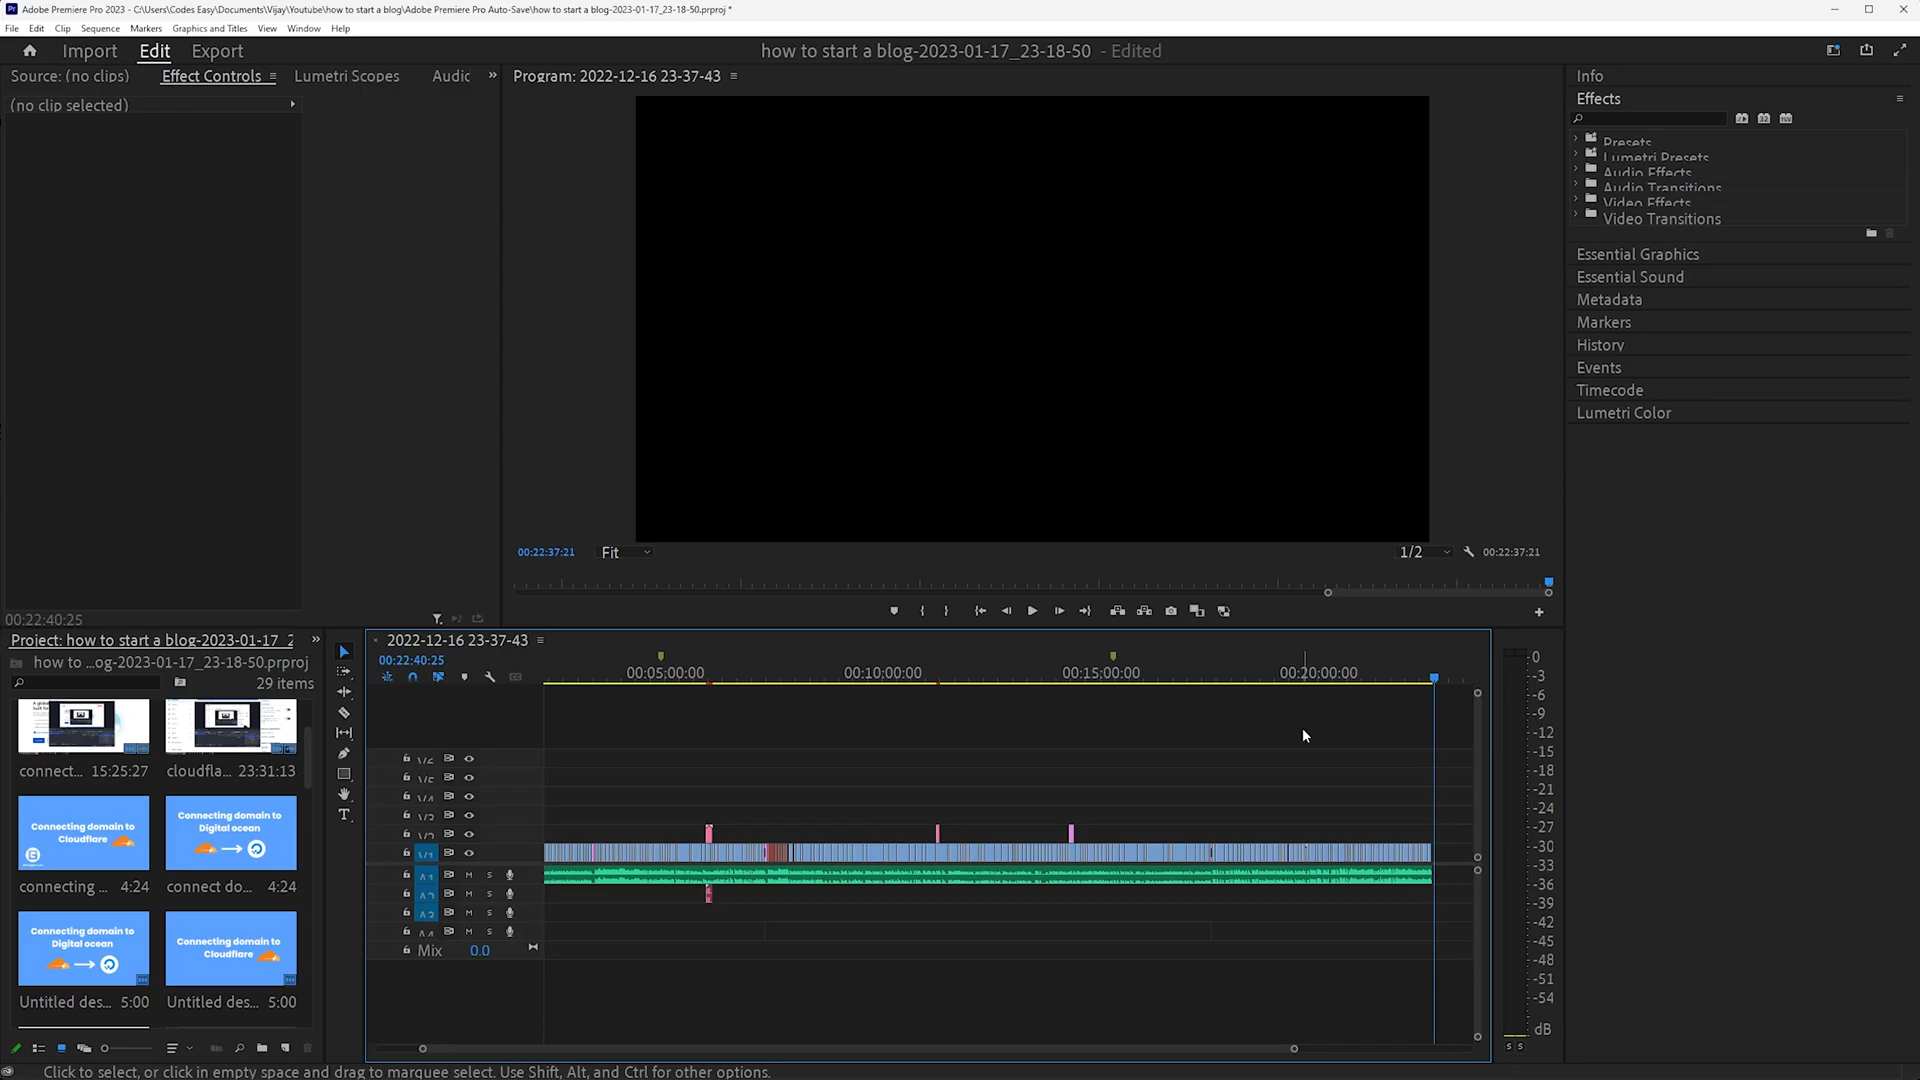 Adobe Premiere Pro 2023 - C:\Users\Codes Easy\Documents\Vijay\Youtube\how to start a blog\Adobe Premiere Pro Auto-Save\how to start a blog-2023-01-17_23-18-50.prproj *
File Edit Clip Sequence Markers Graphics and Titles View Window Help
Import Edit Export
how to start a blog-2023-01-17_23-18-50 - Edited
Source: (no clips) Effect Controls Lumetri Scopes Audic
Program: 2022-12-16 23-37-43
(no clip selected)
Info
Effects
Presets
Lumetri Presets
Audio Effects
Audio Transitions
Video Effects
Video Transitions
Essential Graphics
Essential Sound
Metadata
Markers
History
Events
Timecode
Lumetri Color
00:22:37:21 Fit 1/2 00:22:37:21
00:22:40:25
Project: how to start a blog-2023-01-17_2
how to ...og-2023-01-17_23-18-50.prproj
29 items
connect... 15:25:27
cloudfla... 23:31:13
Connecting domain to
Cloudflare
connecting ... 4:24
Connecting domain to
Digital ocean
connect do... 4:24
Connecting domain to
Digital ocean
Untitled des... 5:00
Connecting domain to
Cloudflare
Untitled des... 5:00
2022-12-16 23-37-43
00:22:40:25
00:05:00:00 00:10:00:00 00:15:00:00 00:20:00:00
V6
V5
V4
V3
V2
V1
A1 M S
A2 M S
A3 M S
A4 M S
Mix 0.0
0
-3
-6
-9
-12
-15
-18
-21
-24
-27
-30
-33
-36
-39
-42
-45
-48
-51
-54
dB
S S
Click to select, or click in empty space and drag to marquee select. Use Shift, Alt, and Ctrl for other options.